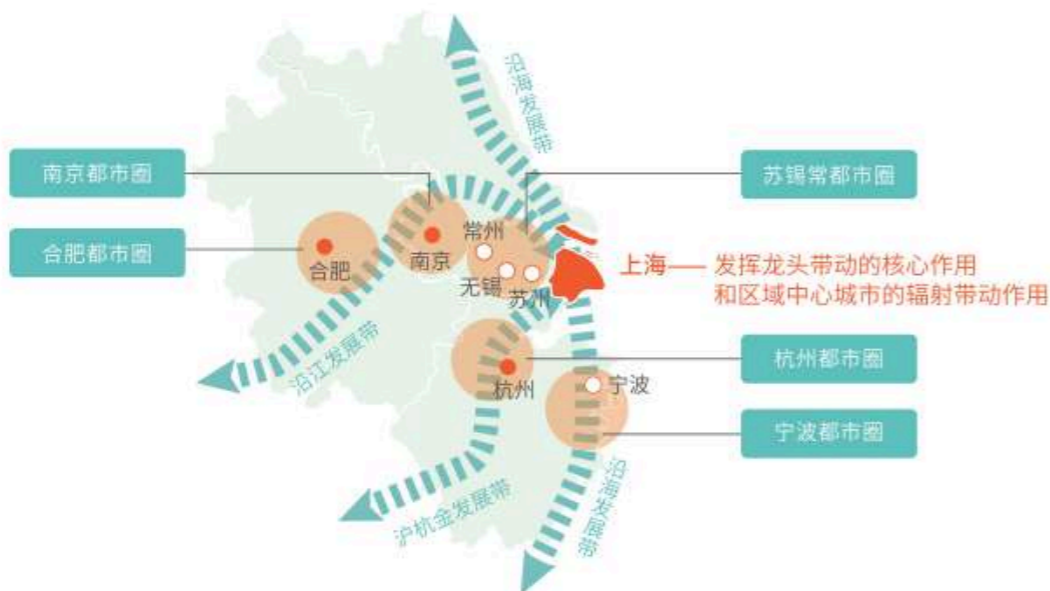 沿海发展带
南京都市圈
苏锡常都市圈
常州
合肥都市圈
南京
合肥
无锡
苏州
上海—— 发挥龙头带动的核心作用
和区域中心城市的辐射带动作用
沿江发展带
杭州都市圈
杭州
宁波
宁波都市圈
沪杭金发展带
沿海发展带